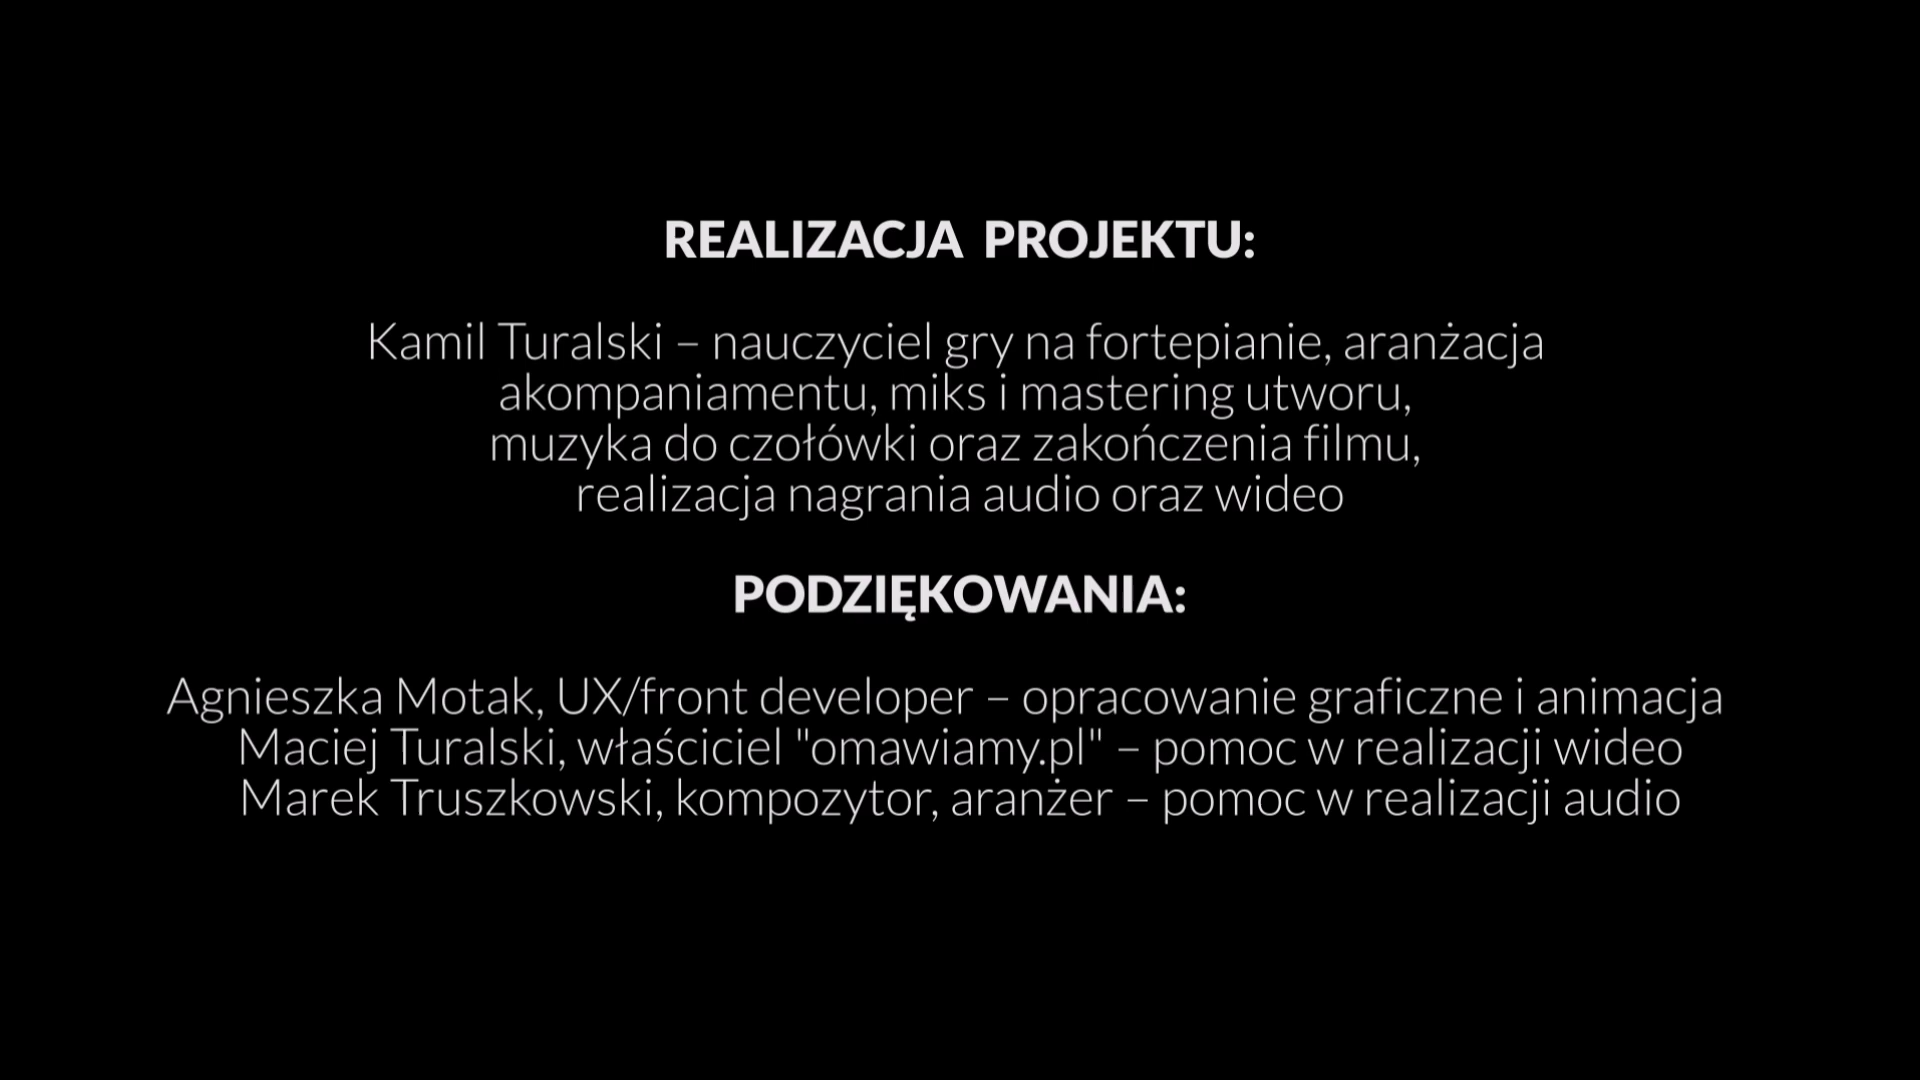 REALIZACJA PROJEKTU:
Kamil Turalski – nauczyciel gry na fortepianie, aranżacja
akompaniamentu, miks i mastering utworu,
muzyka do czołówki oraz zakończenia filmu,
realizacja nagrania audio oraz wideo
PODZIĘKOWANIA:
Agnieszka Motak, UX/front developer – opracowanie graficzne i animacja
Maciej Turalski, właściciel "omawiamy.pl" – pomoc w realizacji wideo
Marek Truszkowski, kompozytor, aranżer – pomoc w realizacji audio